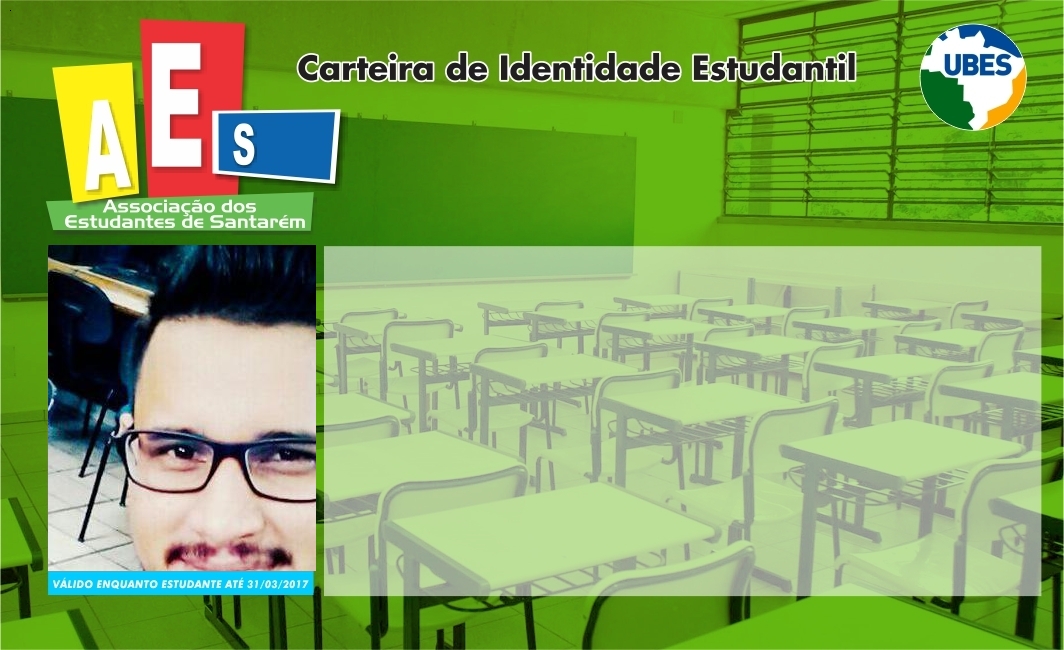 AES
Carteira de Identidade Estudantil
UBES
Associação dos
Estudantes de Santarém
VÁLIDO ENQUANTO ESTUDANTE ATÉ 31/03/2017